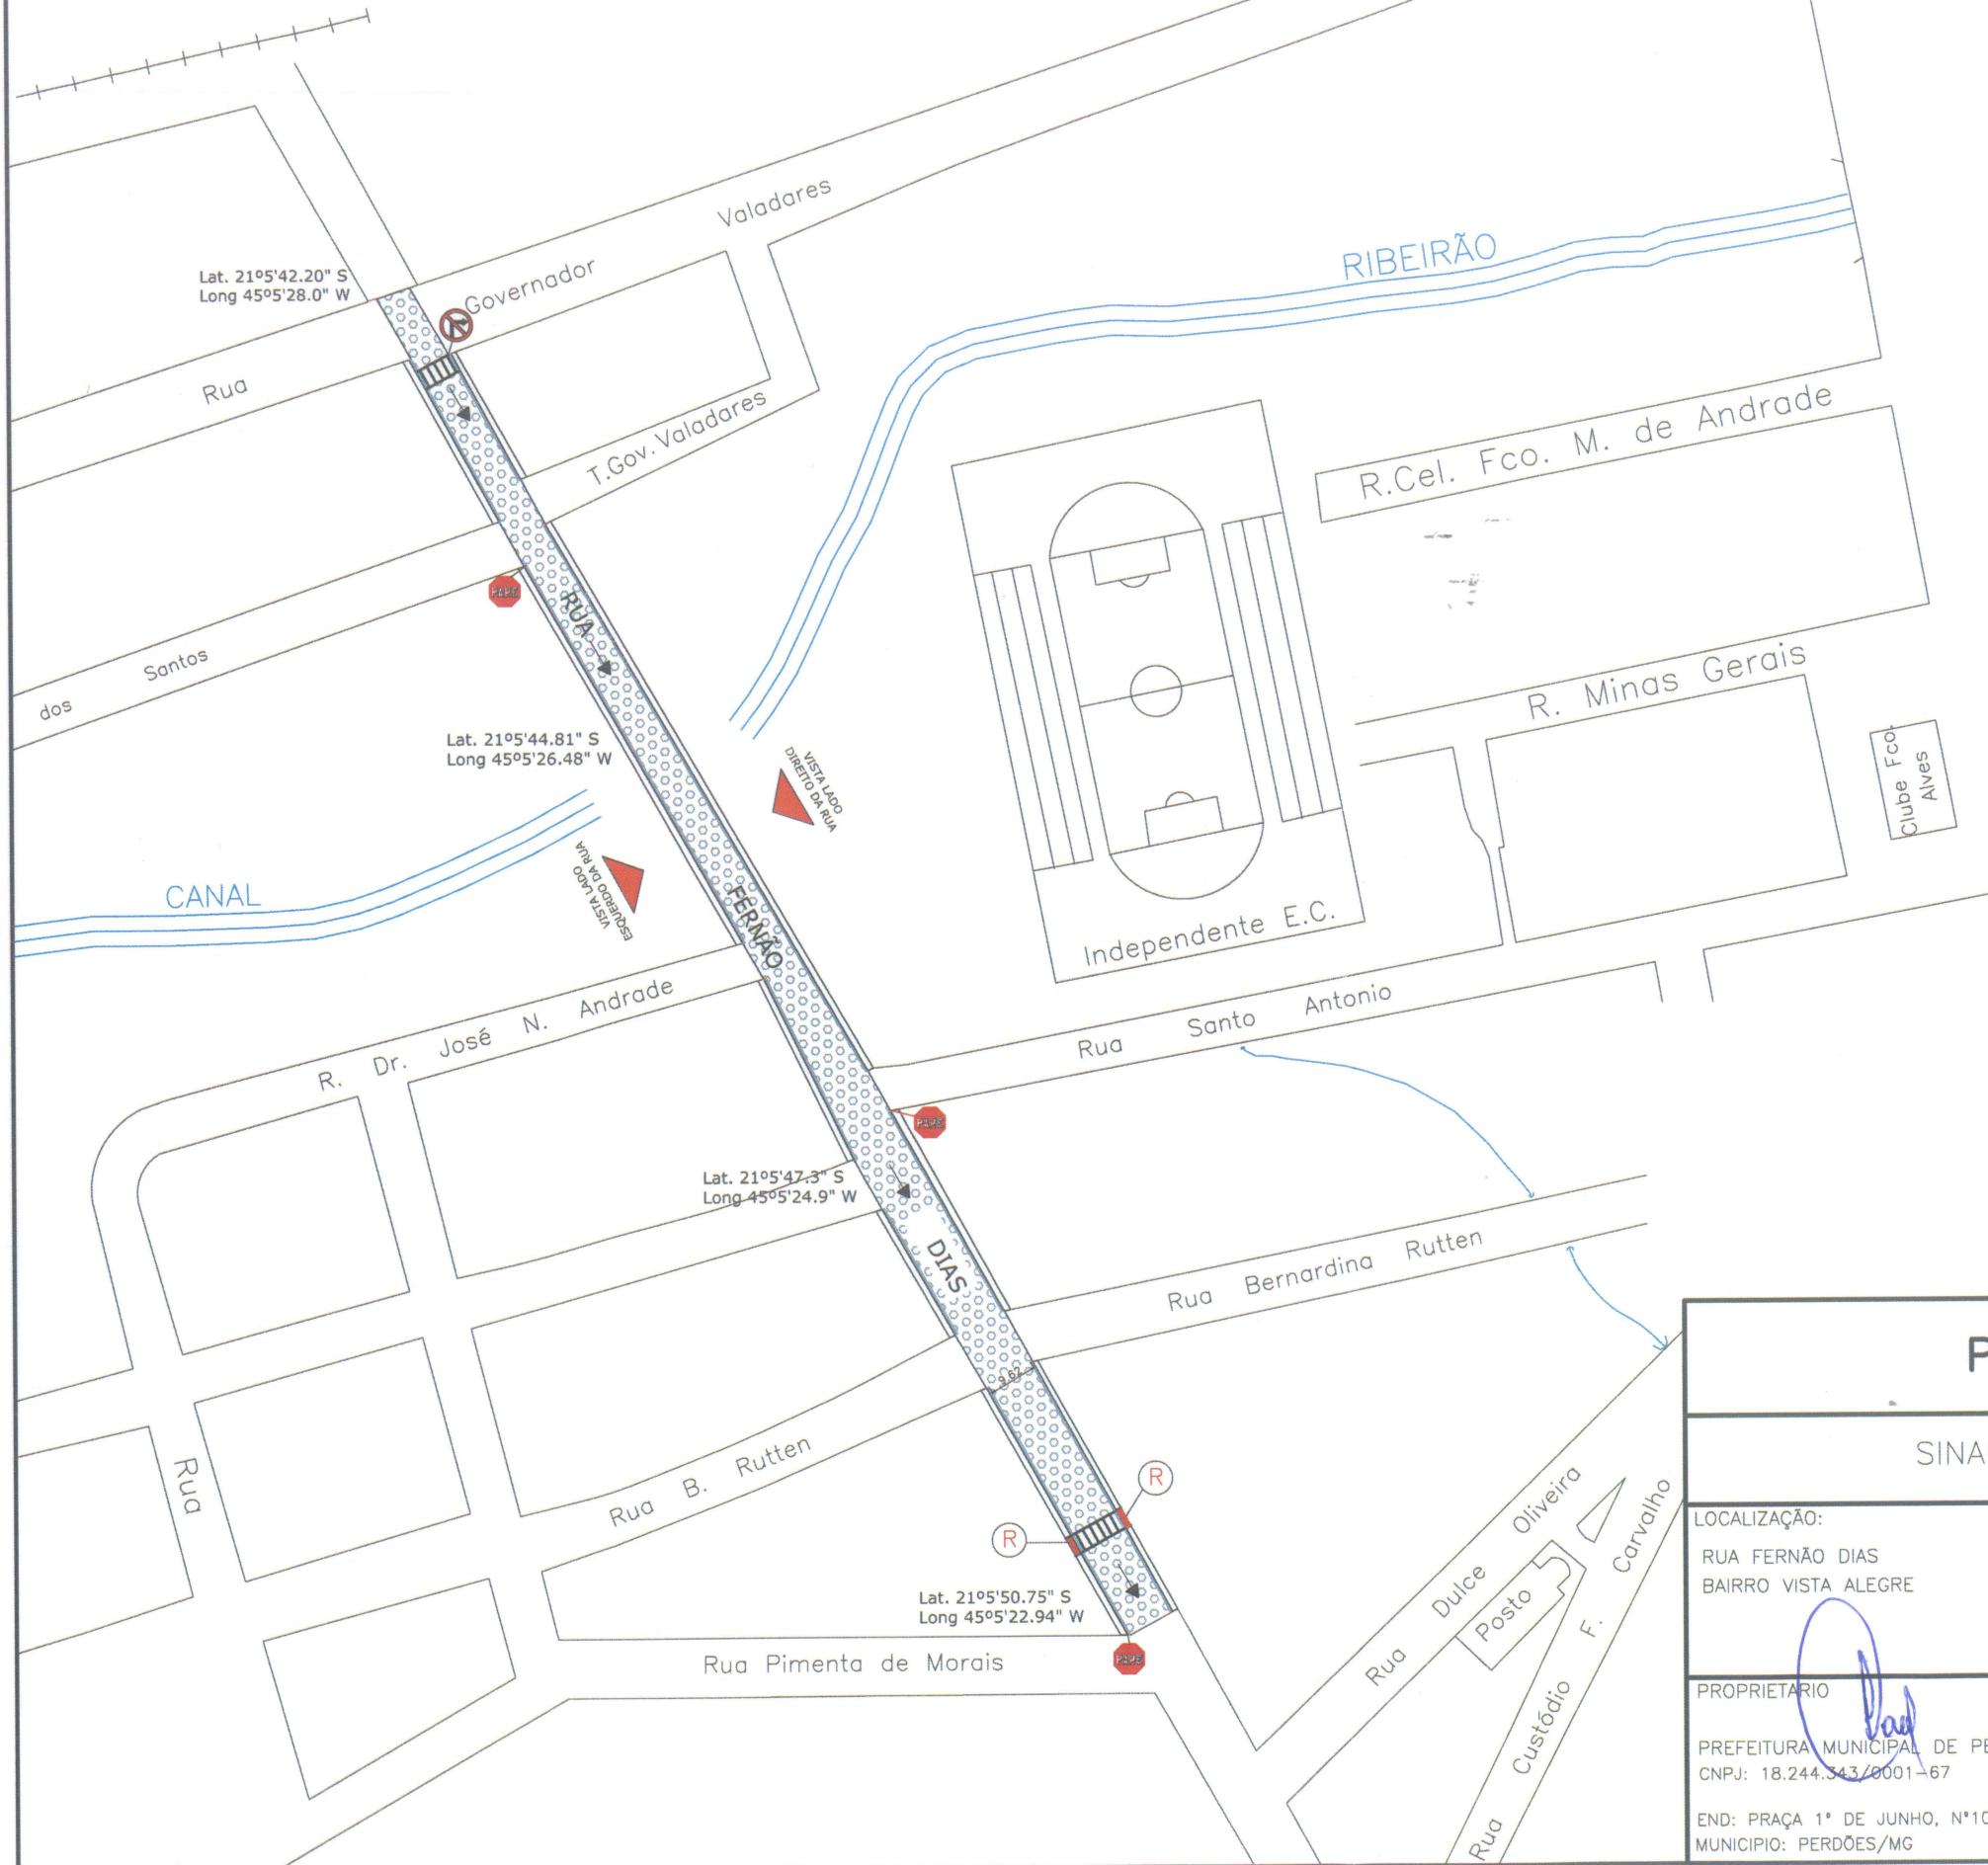 Valadares
RIBEIRÃO
Lat. 21º5'42.20" S
Long 45º5'28.0" W
Governador
Rua
T.Gov. Valadares
R.Cel. Fco. M. de Andrade
PARE
RUA
Santos
dos
R. Minas Gerais
Lat. 21º5'44.81" S
Long 45º5'26.48" W
VISTA LADO
DIREITO DA RUA
Clube Fco.
Alves
CANAL
VISTA LADO
ESQUERDO DA RUA
FERNÃO
Independente E.C.
R. Dr. José N. Andrade
Rua Santo Antonio
PARE
Lat. 21º5'47.3" S
Long 45º5'24.9" W
DIAS
Rua Bernardina Rutten
9.62
Rua
Rua B. Rutten
R
R
Lat. 21º5'50.75" S
Long 45º5'22.94" W
Rua Pimenta de Morais
PARE
Rua Dulce Oliveira
Posto
Rua Custódio F. Carvalho
P
SINA
LOCALIZAÇÃO:
RUA FERNÃO DIAS
BAIRRO VISTA ALEGRE
PROPRIETARIO
PREFEITURA MUNICIPAL DE PE
CNPJ: 18.244.343/0001-67
END: PRAÇA 1º DE JUNHO, Nº10
MUNICIPIO: PERDÕES/MG